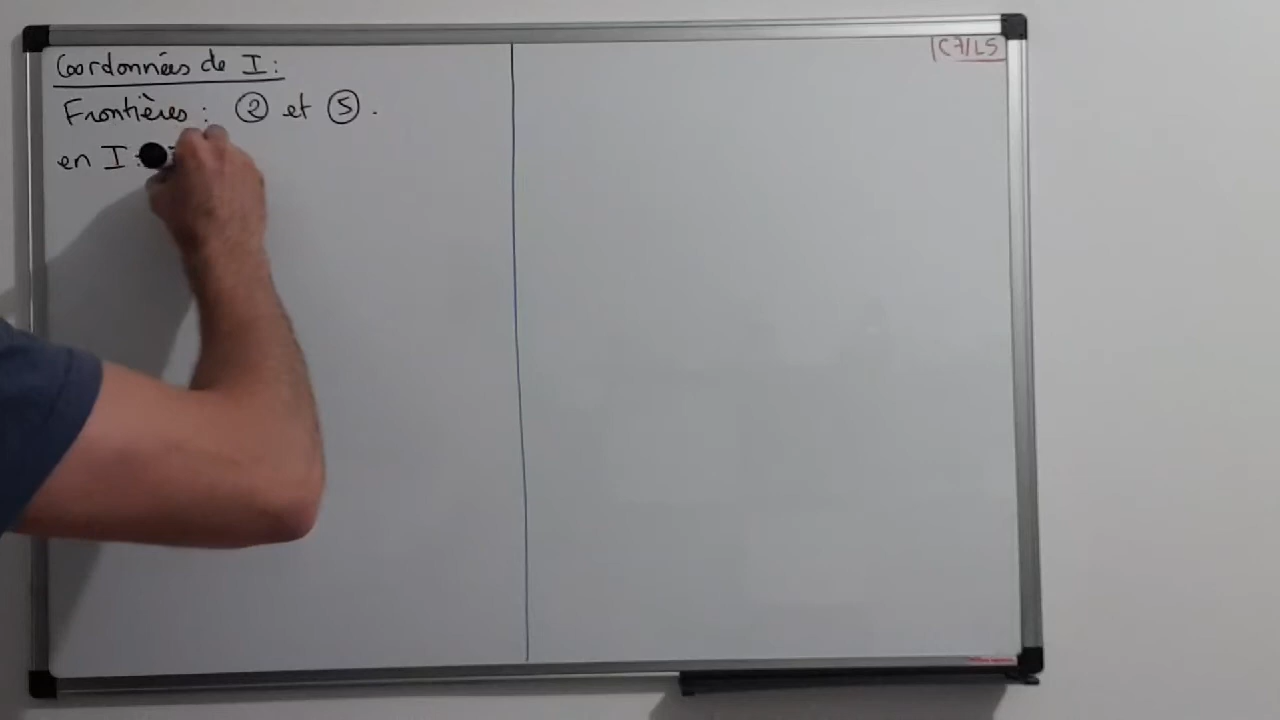 Coordonnées de I :
Frontières : ② et ⑤ .
en I :
|C7/L5